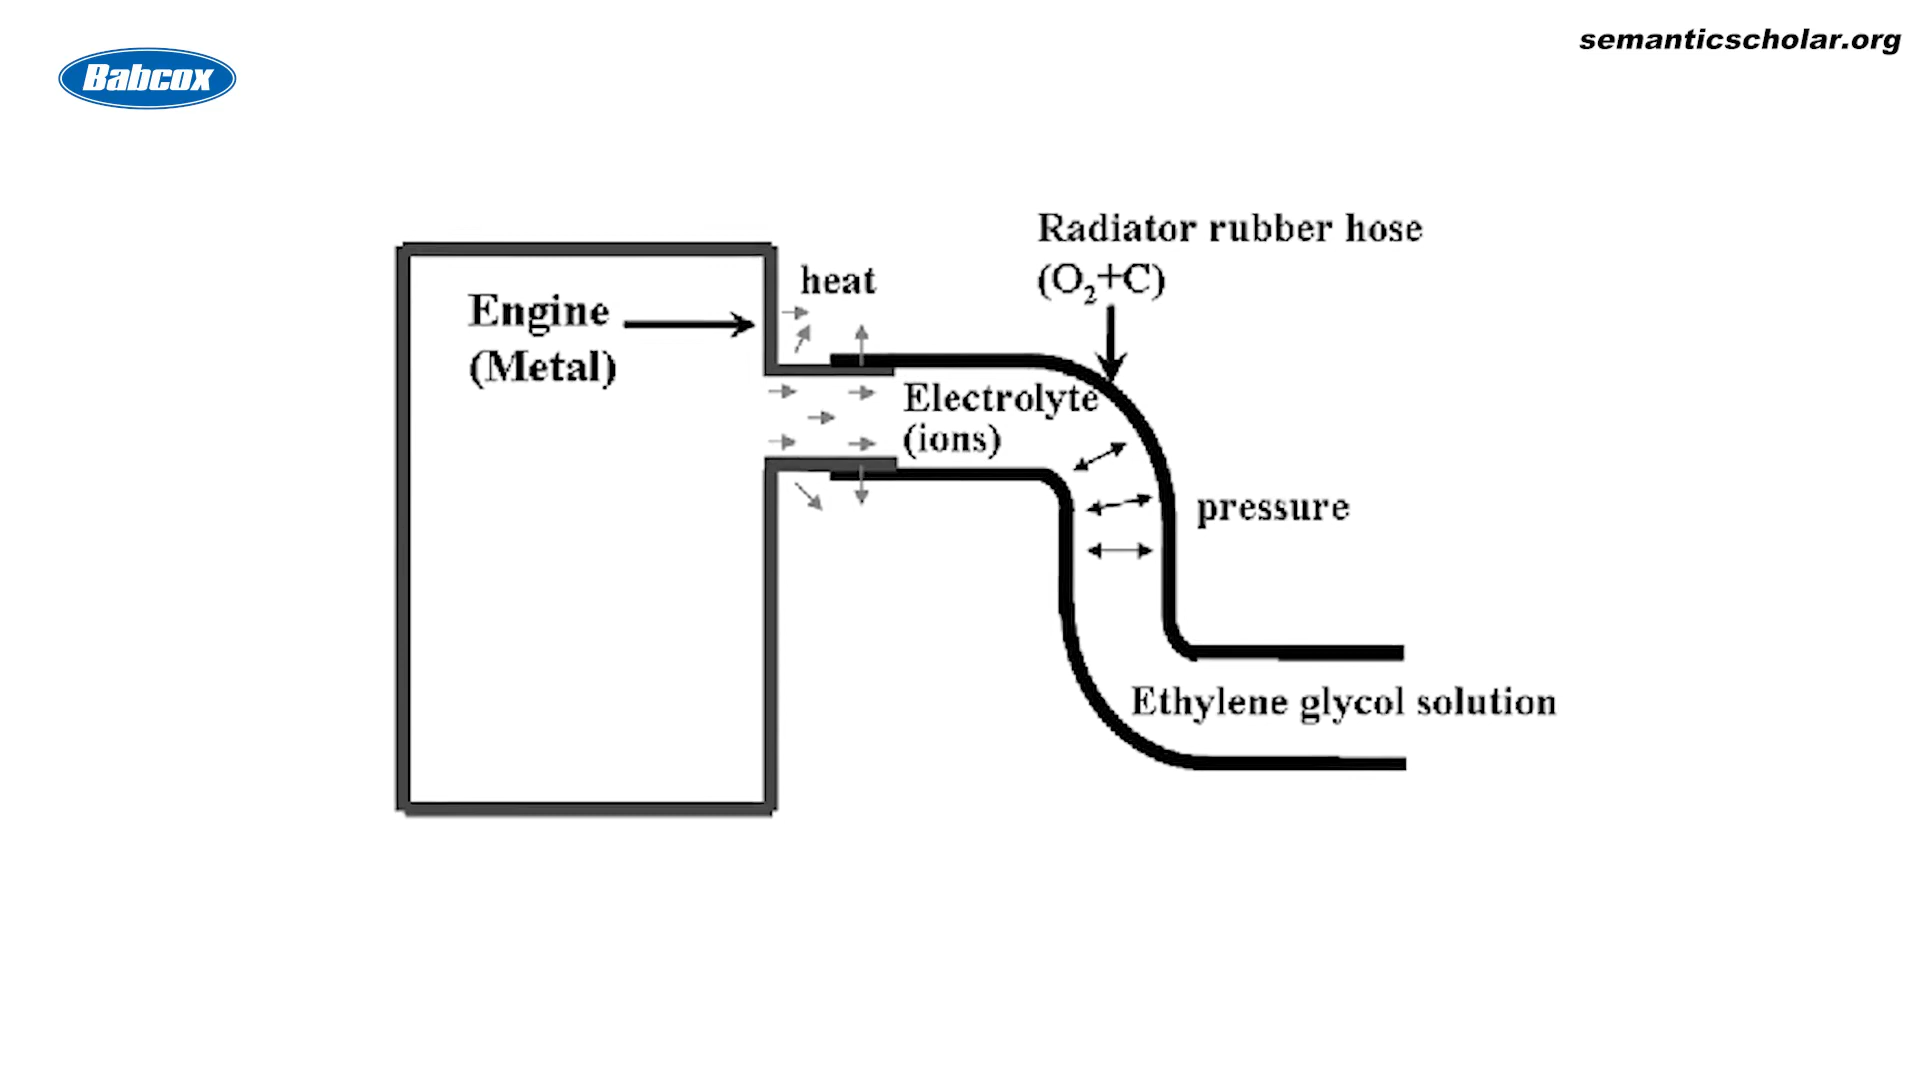 Babcox
semanticscholar.org
Radiator rubber hose
(O₂+C)
heat
Engine
(Metal)
Electrolyte
(ions)
pressure
Ethylene glycol solution